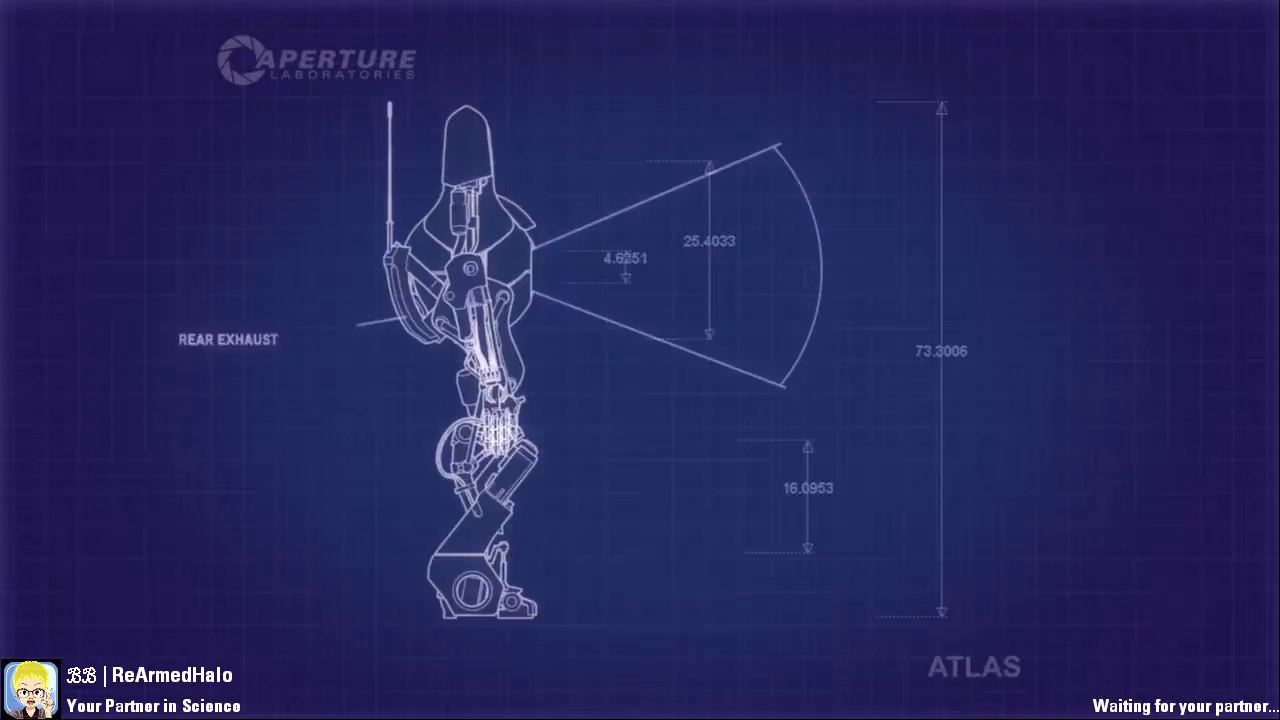 APERTURE
LABORATORIES
25.4033
4.6251
REAR EXHAUST
73.3006
16.0953
ATLAS
ℬℬ | ReArmedHalo
Your Partner in Science
Waiting for your partner...